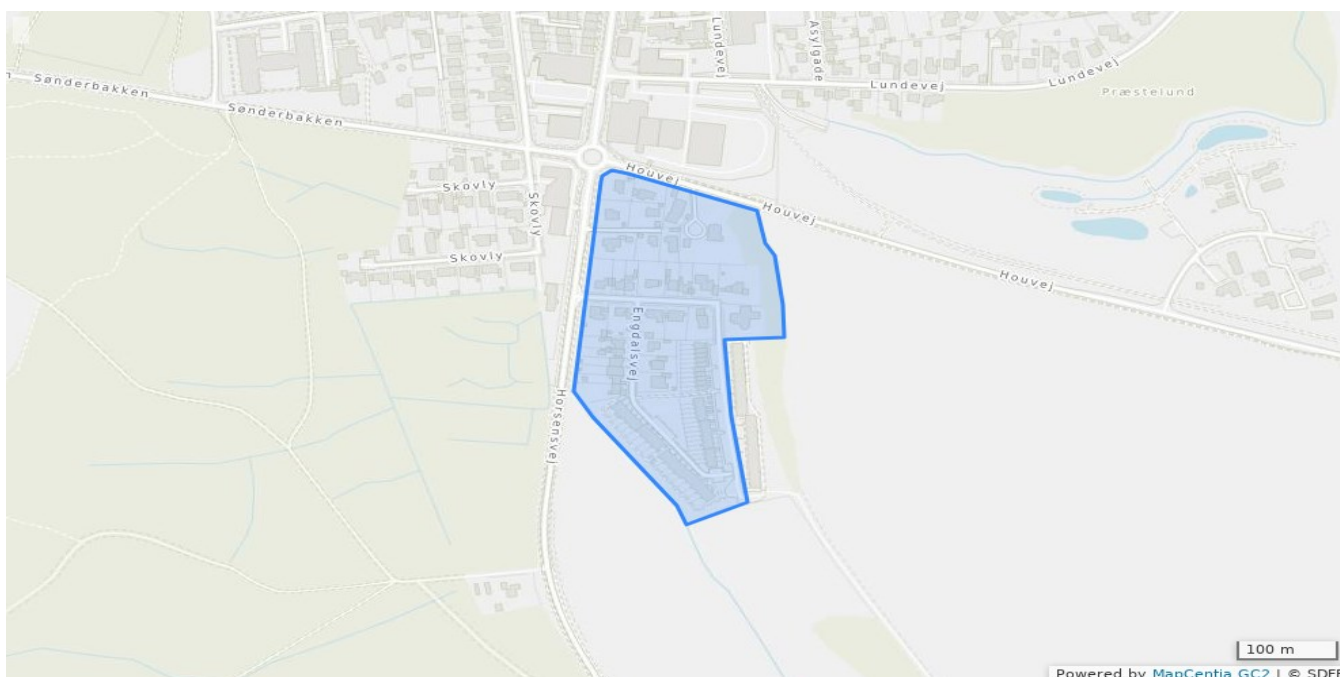 Lundevej
Asylgade
Lundevej
Lundevej
Præstelund
n
Sønderbakken
Sønderbakken
Houvej
Skovly
Skovly
Houvej
Skovly
Houvej
Engdalsvej
Horsensvej
100 m
Powered by MapCentia GC2 | © SDFE